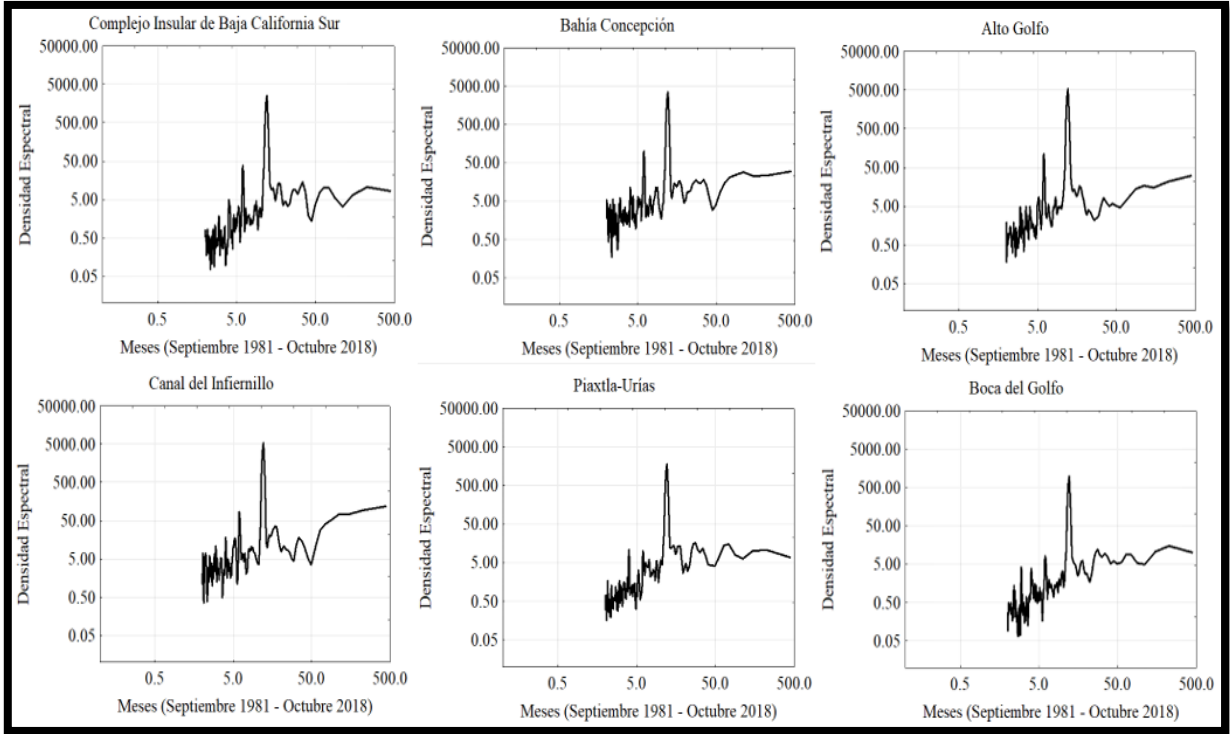 Complejo Insular de Baja California Sur
50000.00
5000.00
500.00
50.00
5.00
0.50
0.05
Densidad Espectral
0.5 5.0 50.0 500.0
Meses (Septiembre 1981 - Octubre 2018)
Bahía Concepción
50000.00
5000.00
500.00
50.00
5.00
0.50
0.05
Densidad Espectral
0.5 5.0 50.0 500.0
Meses (Septiembre 1981 - Octubre 2018)
Alto Golfo
50000.00
5000.00
500.00
50.00
5.00
0.50
0.05
Densidad Espectral
0.5 5.0 50.0 500.0
Meses (Septiembre 1981 - Octubre 2018)
Canal del Infiernillo
50000.00
5000.00
500.00
50.00
5.00
0.50
0.05
Densidad Espectral
0.5 5.0 50.0 500.0
Meses (Septiembre 1981 - Octubre 2018)
Piaxtla-Urías
50000.00
5000.00
500.00
50.00
5.00
0.50
0.05
Densidad Espectral
0.5 5.0 50.0 500.0
Meses (Septiembre 1981 - Octubre 2018)
Boca del Golfo
50000.00
5000.00
500.00
50.00
5.00
0.50
0.05
Densidad Espectral
0.5 5.0 50.0 500.0
Meses (Septiembre 1981 - Octubre 2018)